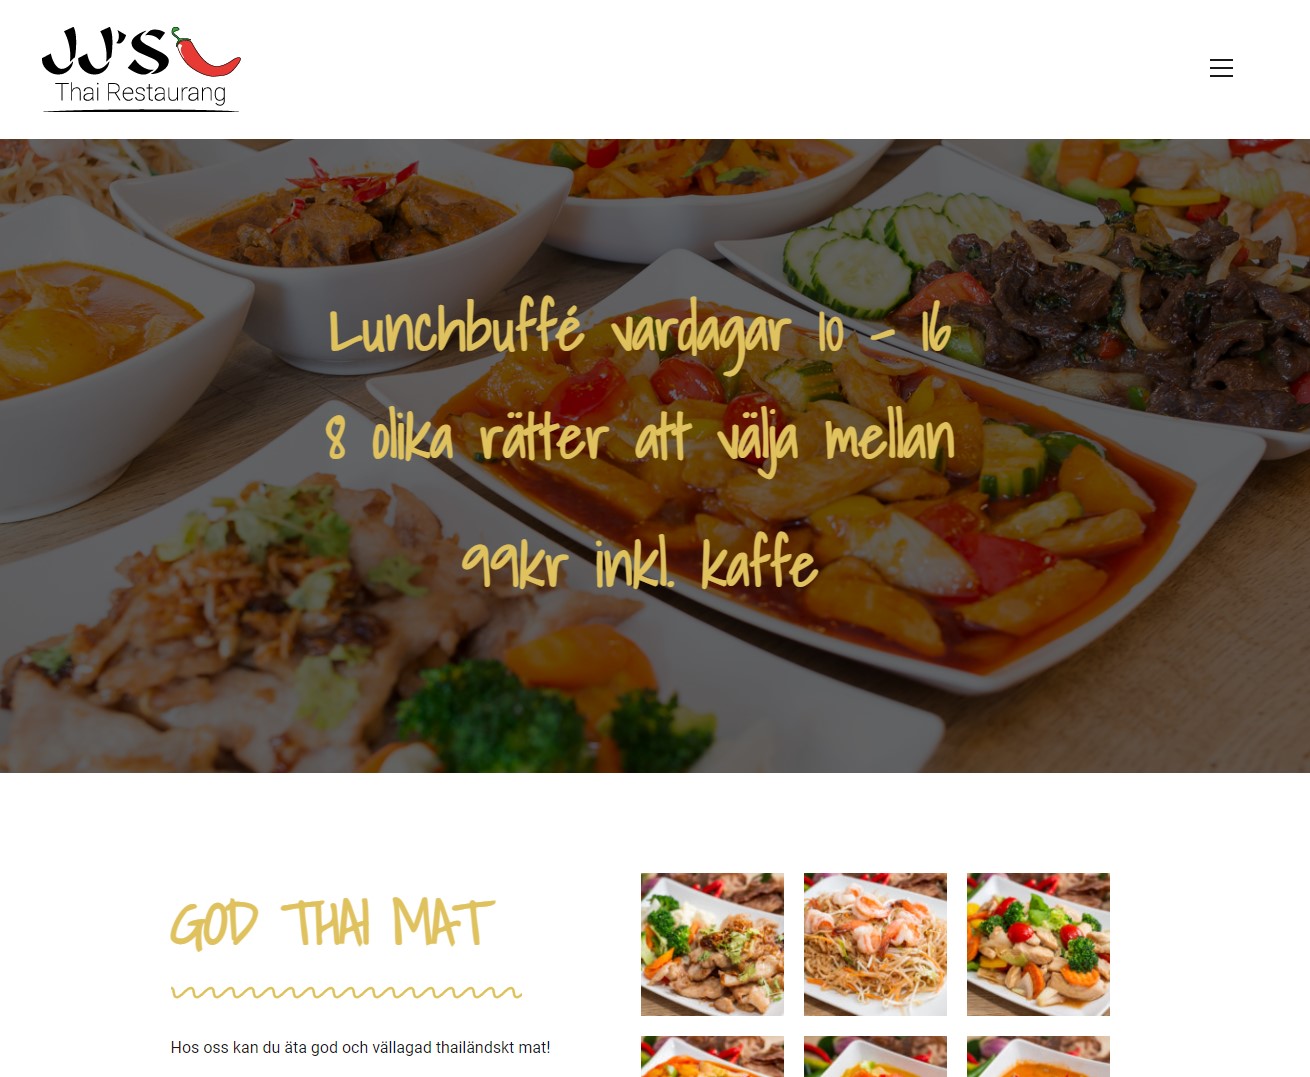 JJ'S
Thai Restaurang
Lunchbuffé vardagar 10 - 16
8 olika rätter att välja mellan
99kr inkl. kaffe
GOD THAI MAT
Hos oss kan du äta god och vällagad thailändskt mat!